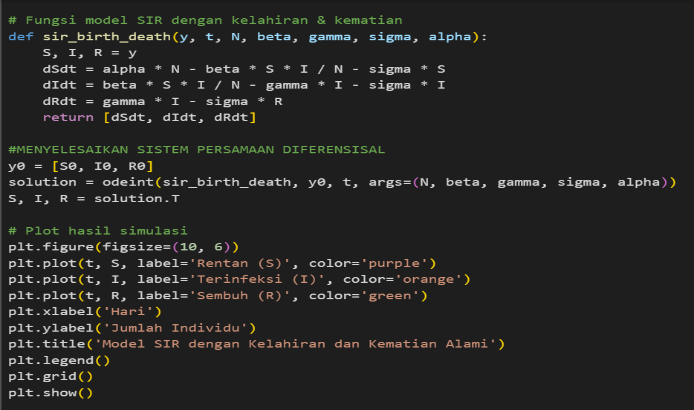 # Fungsi model SIR dengan kelahiran & kematian
def sir_birth_death(y, t, N, beta, gamma, sigma, alpha):
    S, I, R = y
    dSdt = alpha * N - beta * S * I / N - sigma * S
    dIdt = beta * S * I / N - gamma * I - sigma * I
    dRdt = gamma * I - sigma * R
    return [dSdt, dIdt, dRdt]

#MENYELESAIKAN SISTEM PERSAMAAN DIFERENSISAL
y0 = [S0, I0, R0]
solution = odeint(sir_birth_death, y0, t, args=(N, beta, gamma, sigma, alpha))
S, I, R = solution.T

# Plot hasil simulasi
plt.figure(figsize=(10, 6))
plt.plot(t, S, label='Rentan (S)', color='purple')
plt.plot(t, I, label='Terinfeksi (I)', color='orange')
plt.plot(t, R, label='Sembuh (R)', color='green')
plt.xlabel('Hari')
plt.ylabel('Jumlah Individu')
plt.title('Model SIR dengan Kelahiran dan Kematian Alami')
plt.legend()
plt.grid()
plt.show()